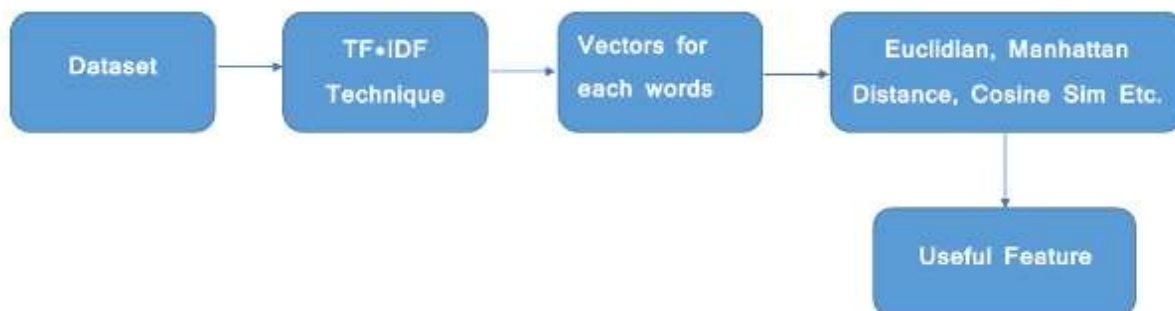 Dataset
TF•IDF
Technique
Vectors for
each words
Euclidian, Manhattan
Distance, Cosine Sim Etc.
Useful Feature